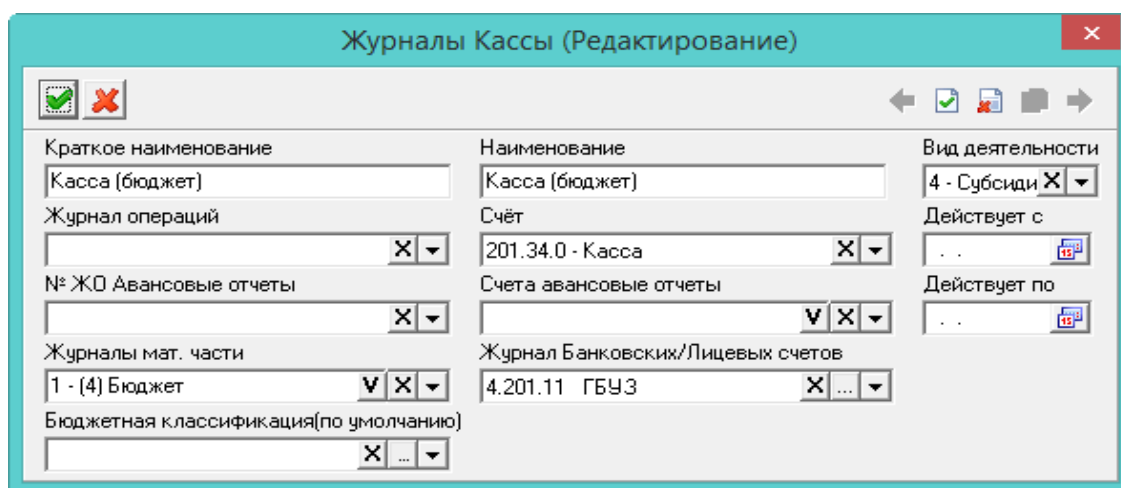 Журналы Кассы (Редактирование)
Краткое наименование
Наименование
Вид деятельности
Касса (бюджет)
Касса (бюджет)
4 - Субсиди
Журнал операций
Счёт
Действует с
201.34.0 - Касса
. .
№ ЖО Авансовые отчеты
Счета авансовые отчеты
Действует по
. .
Журналы мат. части
Журнал Банковских/Лицевых счетов
1 - (4) Бюджет
4.201.11 ГБУЗ
Бюджетная классификация(по умолчанию)